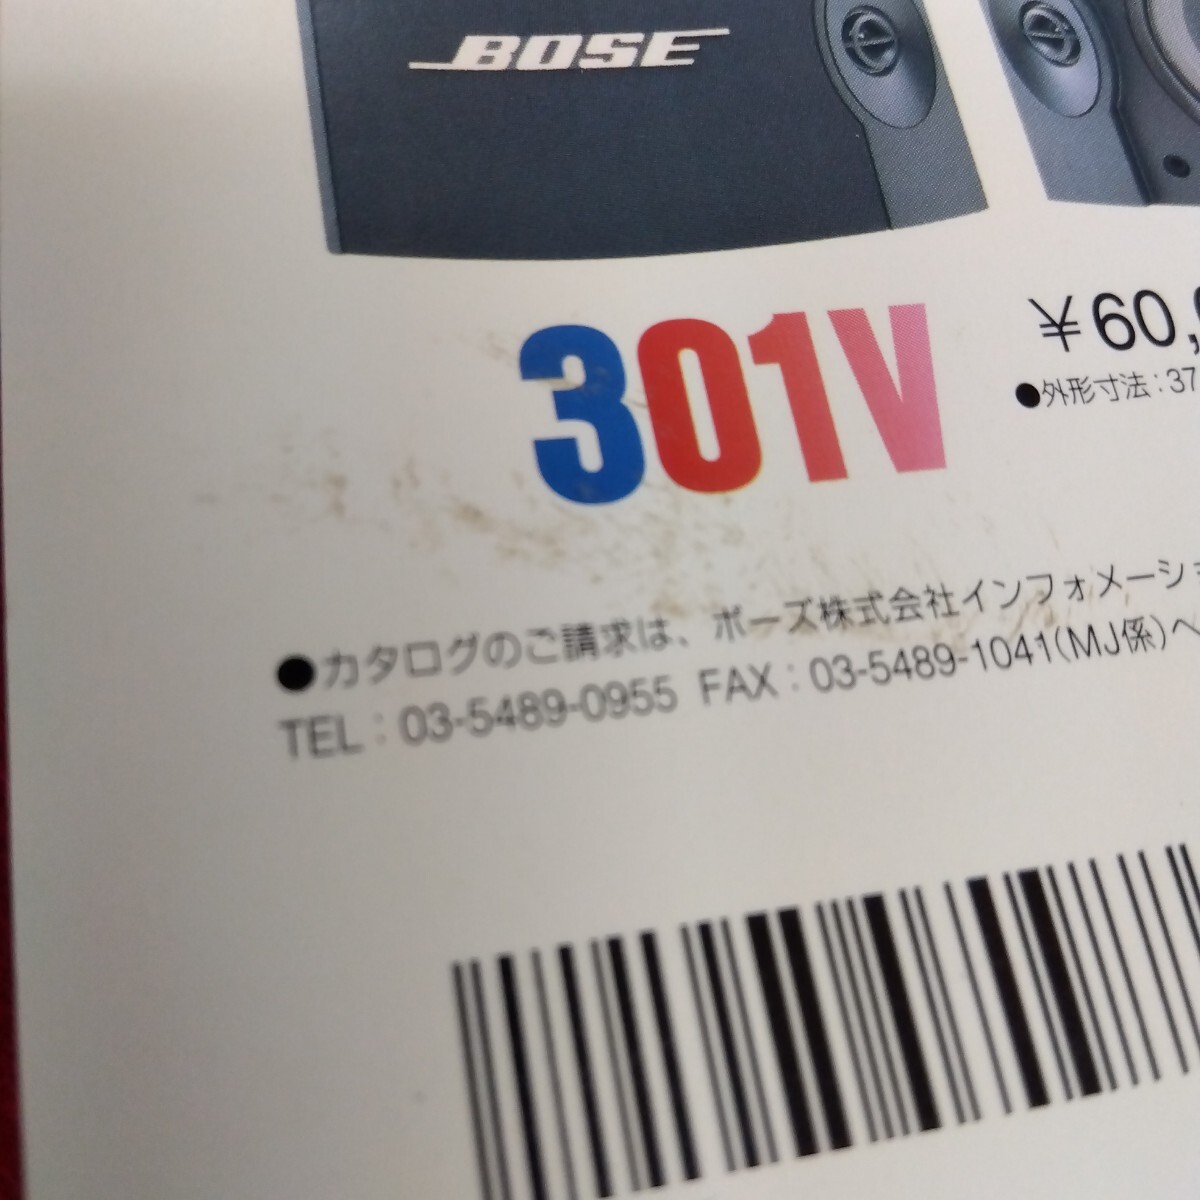 BOSE
301V
¥60,
●外形寸法：37
●カタログのご請求は、ボーズ株式会社インフォメーショ
TEL：03-5489-0955 FAX：03-5489-1041(MJ係)へ